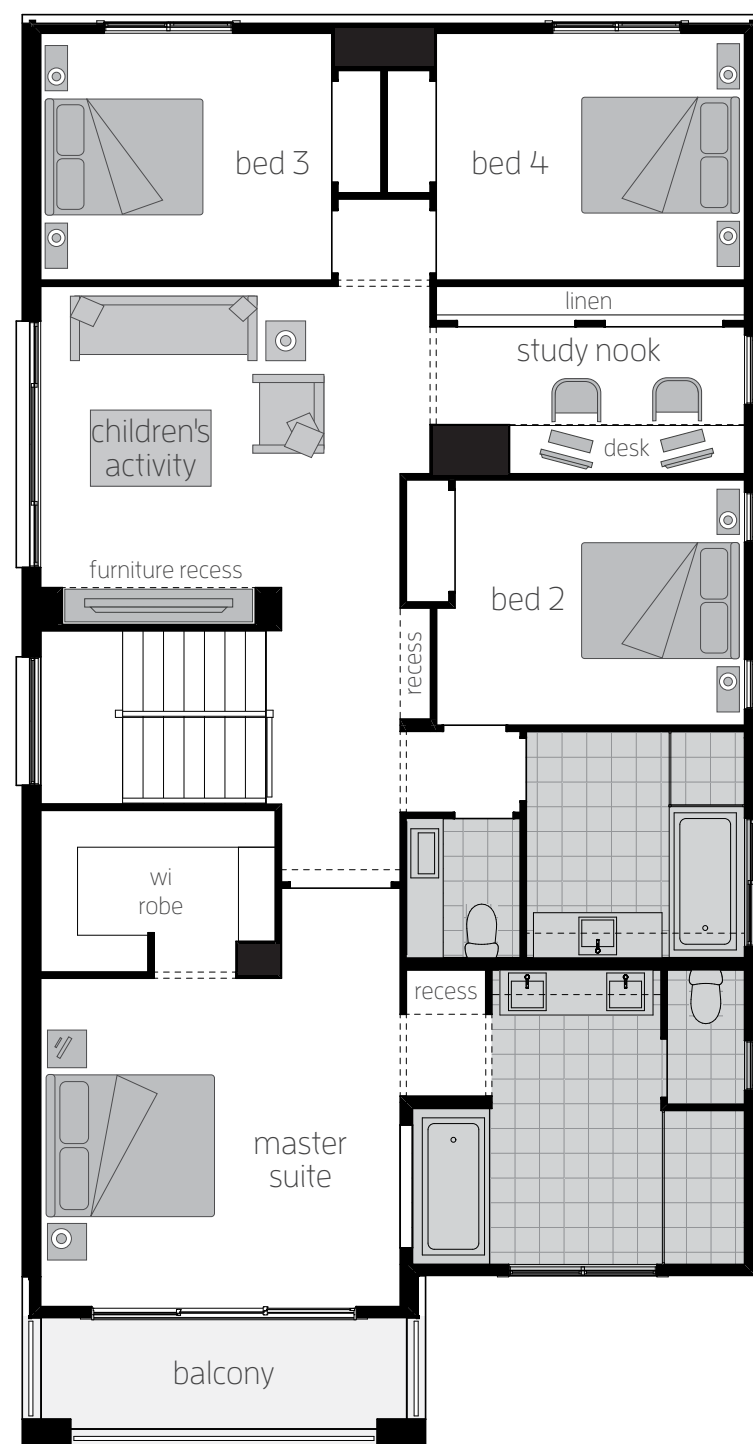 bed 3
bed 4
linen
study nook
children's
activity
desk
furniture recess
bed 2
recess
wi
robe
recess
master
suite
balcony